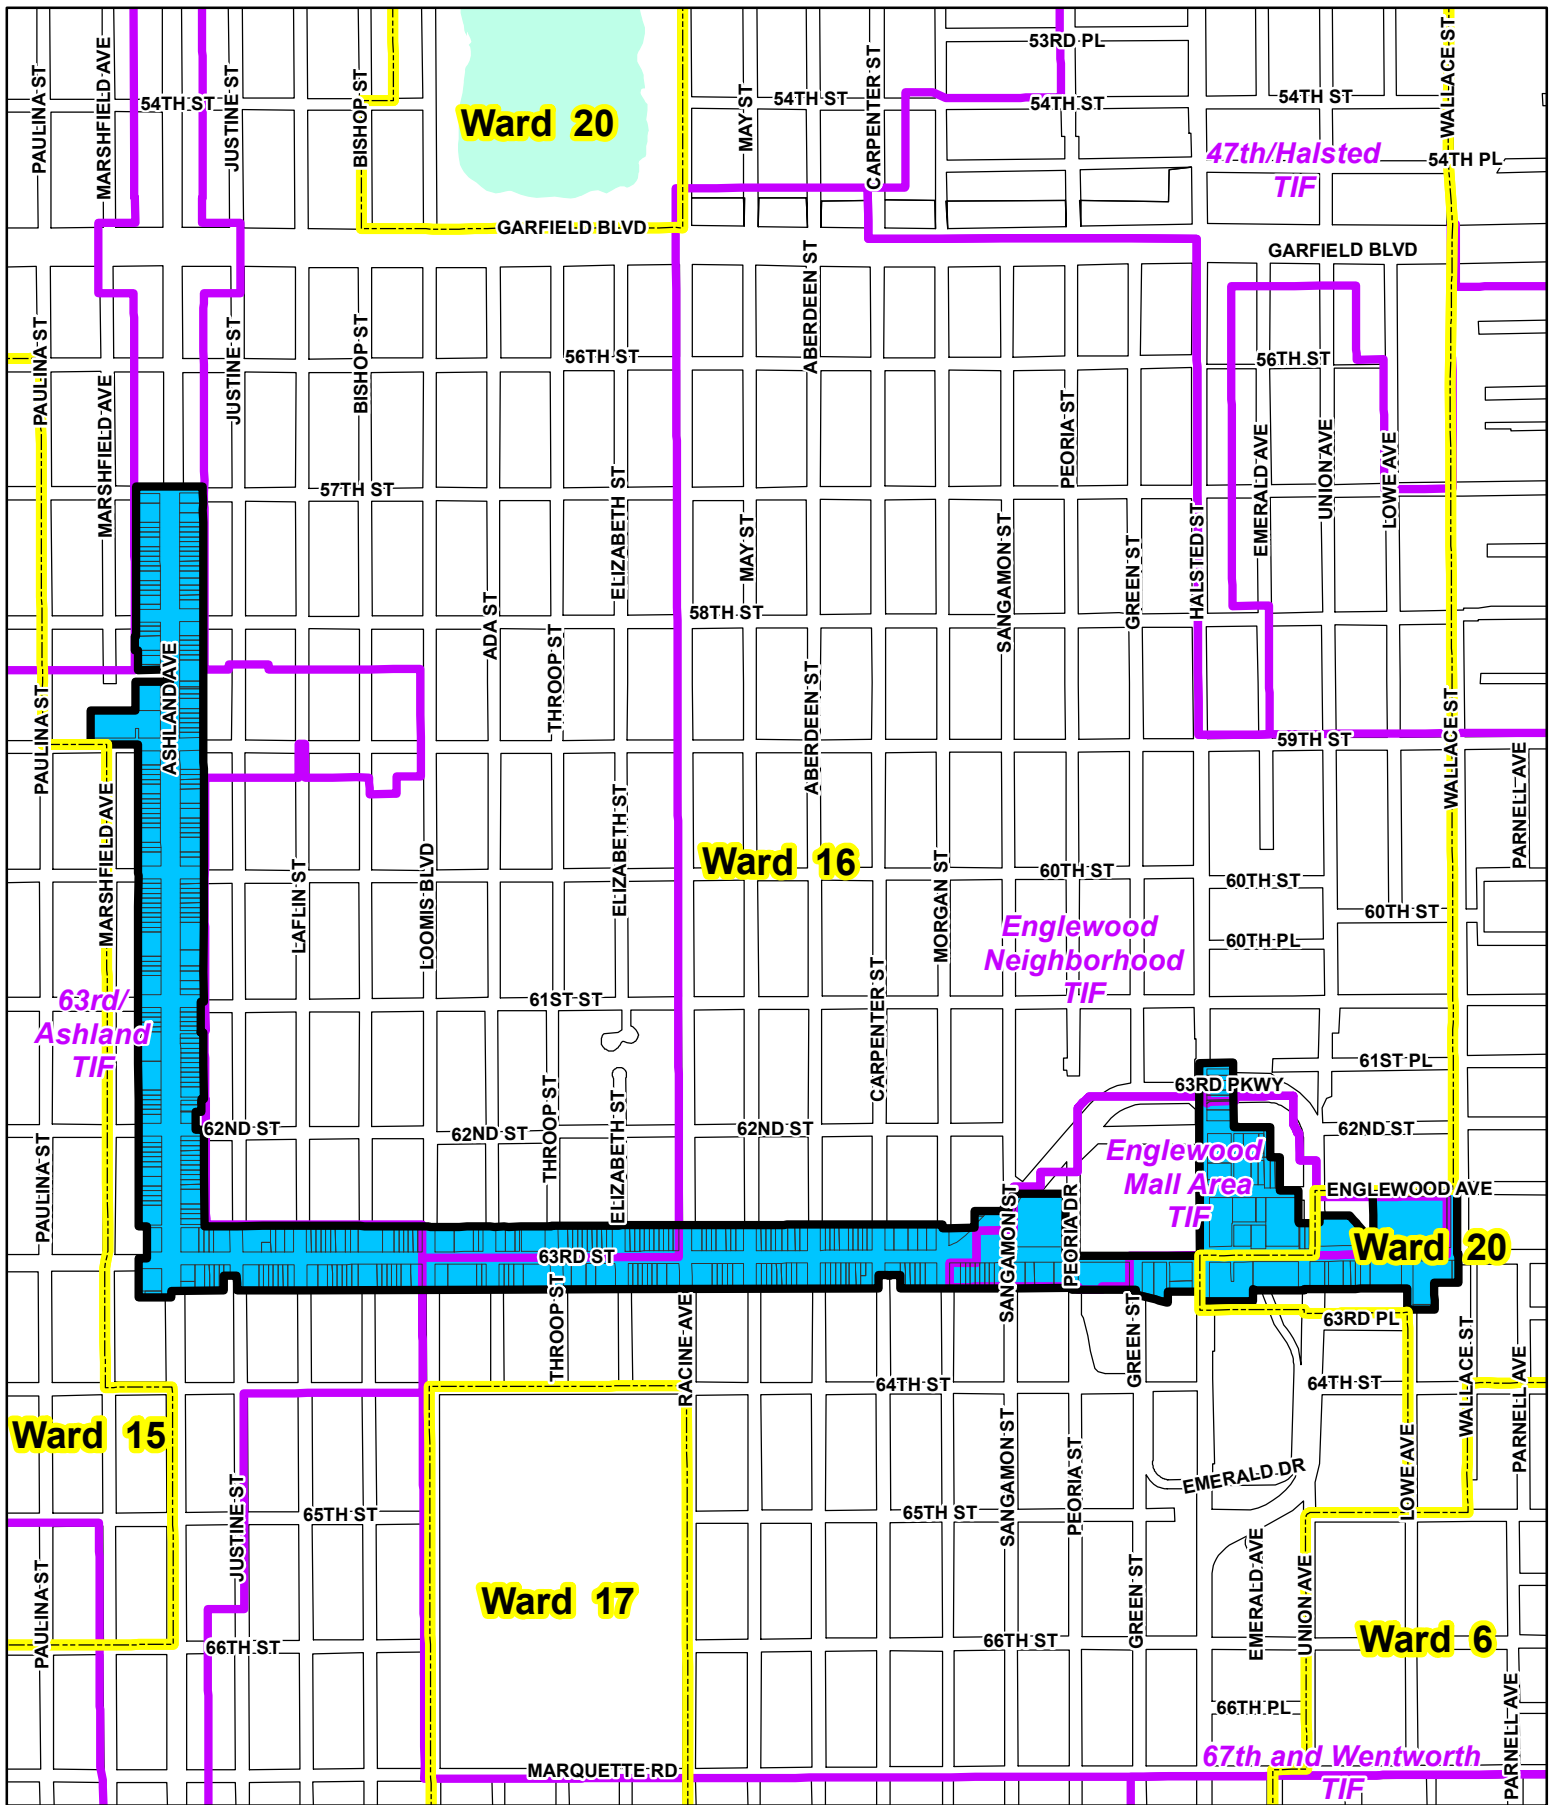 53RD PL
PAULINA ST
MARSHFIELD AVE
54TH ST
JUSTINE ST
BISHOP ST
Ward 20
MAY ST
54TH ST
CARPENTER ST
54TH ST
54TH ST
WALLACE ST
47th/Halsted
TIF
54TH PL
GARFIELD BLVD
GARFIELD BLVD
ABERDEEN ST
PAULINA ST
MARSHFIELD AVE
JUSTINE ST
BISHOP ST
56TH ST
56TH ST
PEORIA ST
EMERALD AVE
UNION AVE
LOWE AVE
57TH ST
ELIZABETH ST
MAY ST
SANGAMON ST
GREEN ST
HALSTED ST
ADA ST
58TH ST
THROOP ST
PAULINA ST
ASHLAND AVE
ABERDEEN ST
WALLACE ST
59TH ST
PARNELL AVE
MARSHFIELD AVE
LAFLIN ST
LOOMIS BLVD
ELIZABETH ST
Ward 16
MORGAN ST
60TH ST
60TH ST
60TH ST
60TH PL
Englewood
Neighborhood
TIF
63rd/
Ashland
TIF
61ST ST
CARPENTER ST
61ST PL
63RD PKWY
THROOP ST
ELIZABETH ST
62ND ST
62ND ST
62ND ST
62ND ST
PAULINA ST
Englewood
Mall Area
TIF
ENGLEWOOD AVE
SANGAMON ST
PEORIA DR
63RD ST
Ward 20
THROOP ST
RACINE AVE
GREEN ST
63RD PL
WALLACE ST
PARNELL AVE
64TH ST
64TH ST
Ward 15
JUSTINE ST
SANGAMON ST
PEORIA ST
EMERALD DR
LOWE AVE
65TH ST
65TH ST
PAULINA ST
Ward 17
GREEN ST
EMERALD AVE
UNION AVE
66TH ST
66TH ST
Ward 6
66TH PL
PARNELL AVE
MARQUETTE RD
67th and Wentworth
TIF